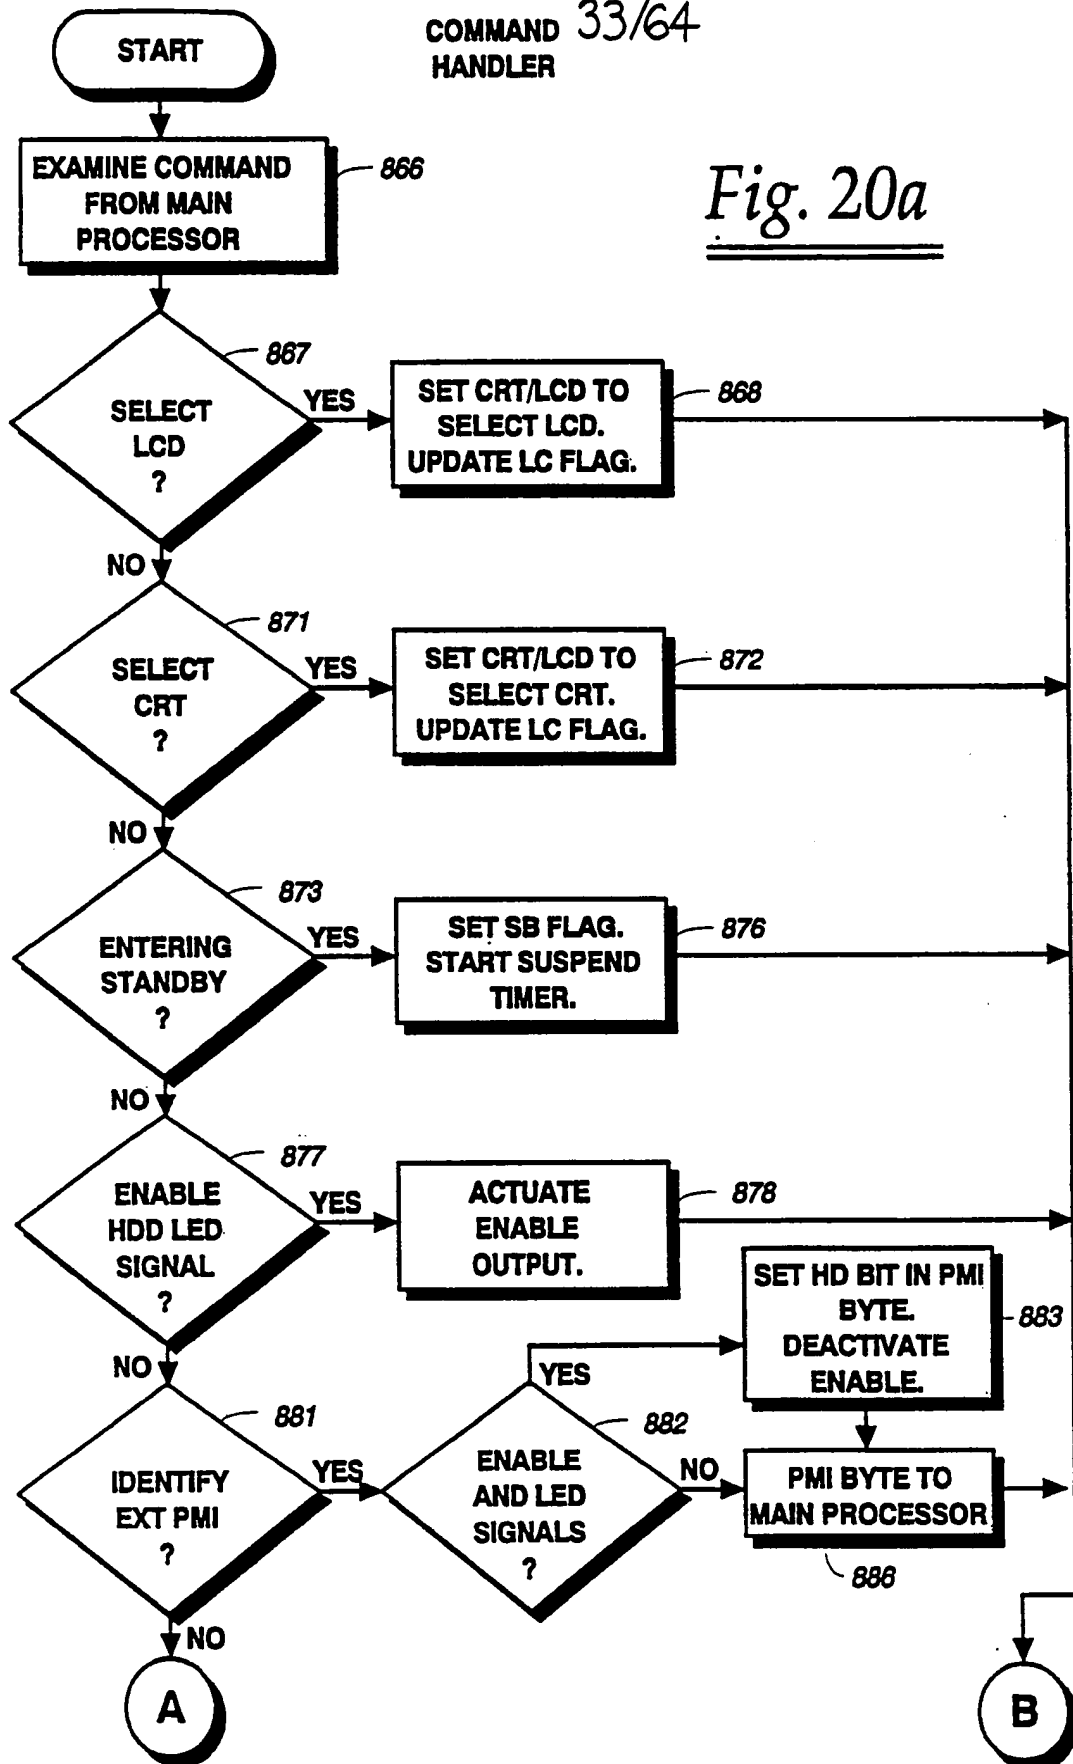 COMMAND 33/64
HANDLER
START
EXAMINE COMMAND
FROM MAIN
PROCESSOR
866
Fig. 20a
867
SELECT
LCD
?
YES
SET CRT/LCD TO
SELECT LCD.
UPDATE LC FLAG.
868
NO
871
SELECT
CRT
?
YES
SET CRT/LCD TO
SELECT CRT.
UPDATE LC FLAG.
872
NO
873
ENTERING
STANDBY
?
YES
SET SB FLAG.
START SUSPEND
TIMER.
876
NO
877
ENABLE
HDD LED
SIGNAL
?
YES
ACTUATE
ENABLE
OUTPUT.
878
NO
881
IDENTIFY
EXT PMI
?
YES
882
ENABLE
AND LED
SIGNALS
?
YES
SET HD BIT IN PMI
BYTE.
DEACTIVATE
ENABLE.
883
NO
PMI BYTE TO
MAIN PROCESSOR
886
NO
A
B